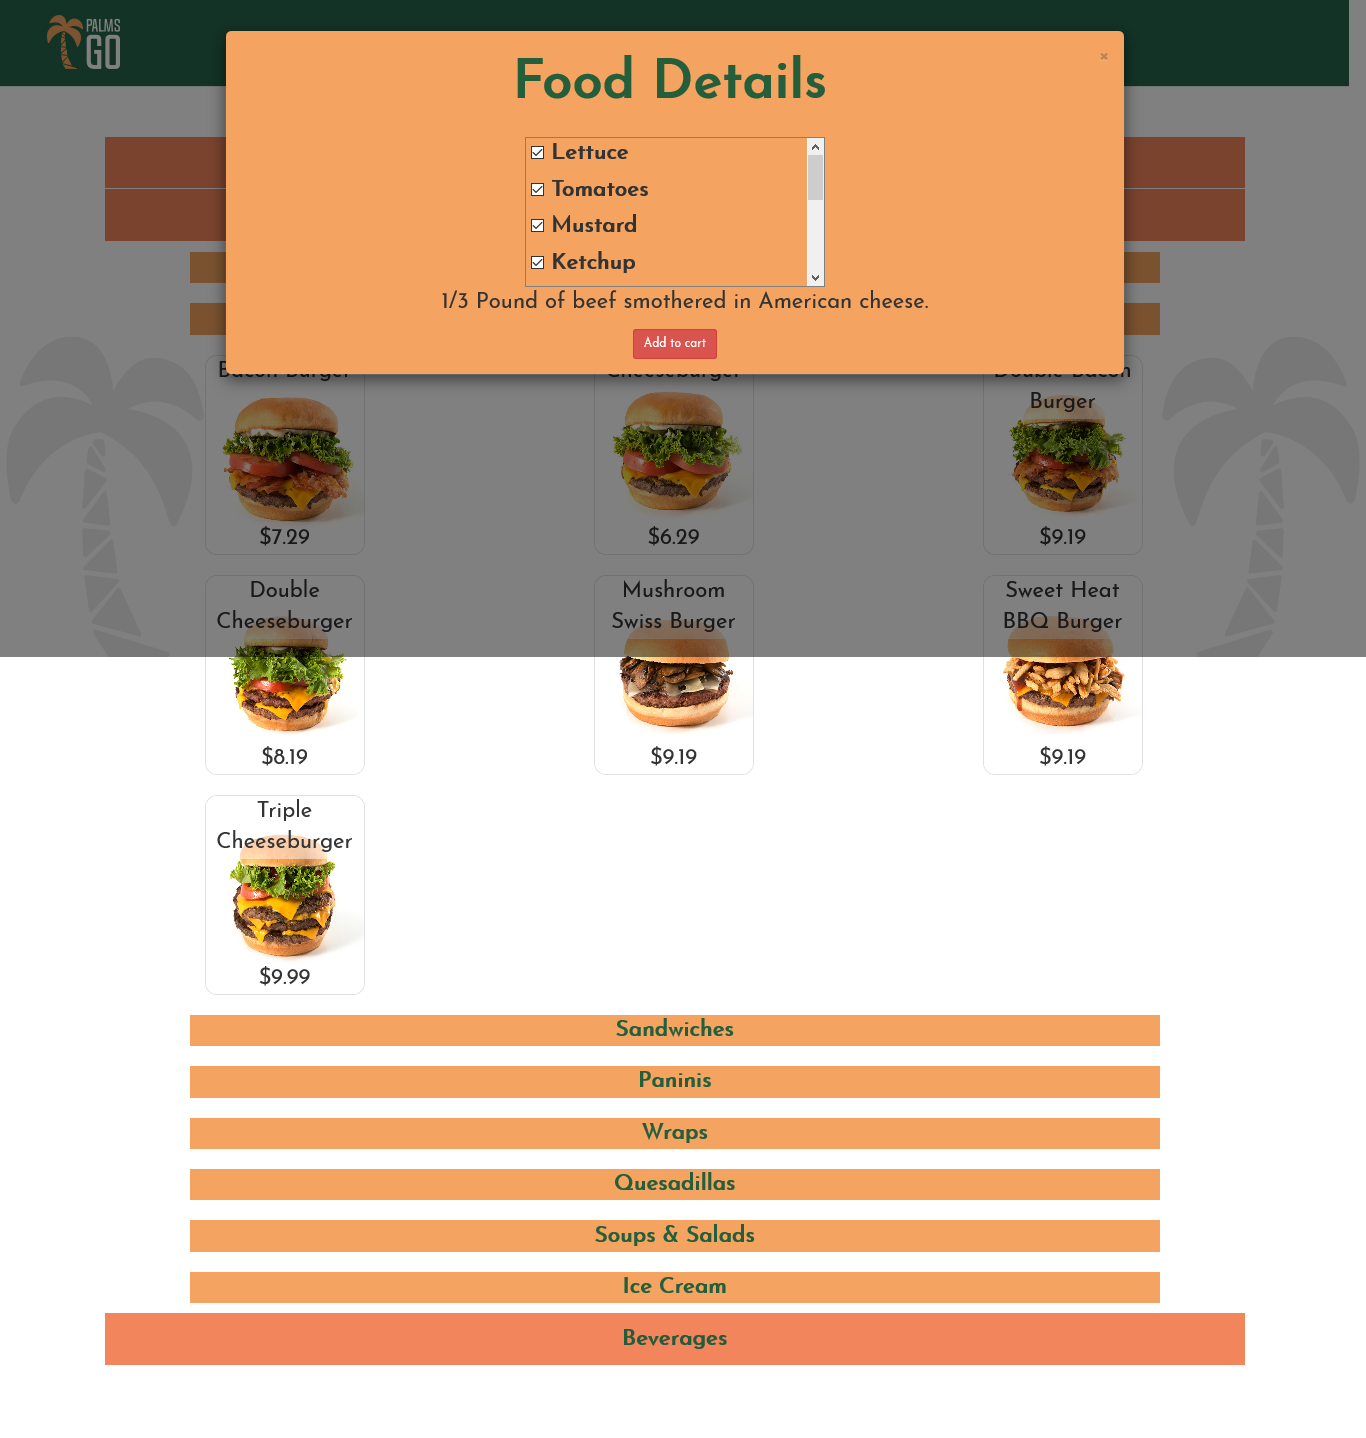 PALMS
GO
×
Food Details
Lettuce
Tomatoes
Mustard
Ketchup
1/3 Pound of beef smothered in American cheese.
Add to cart
Bacon Burger
Cheeseburger
Double Bacon
Burger
$7.29
$6.29
$9.19
Double
Cheeseburger
Mushroom
Swiss Burger
Sweet Heat
BBQ Burger
$8.19
$9.19
$9.19
Triple
Cheeseburger
$9.99
Sandwiches
Paninis
Wraps
Quesadillas
Soups & Salads
Ice Cream
Beverages